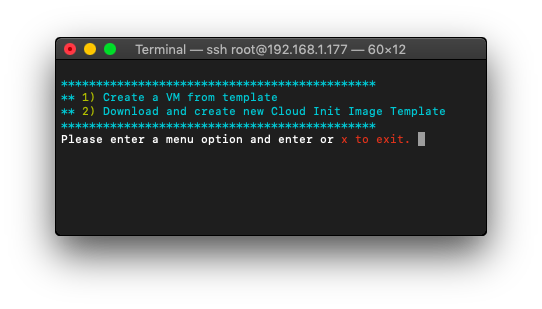 Terminal — ssh root@192.168.1.177 — 60×12
*********************************************
** 1) Create a VM from template
** 2) Download and create new Cloud Init Image Template
*********************************************
Please enter a menu option and enter or x to exit.